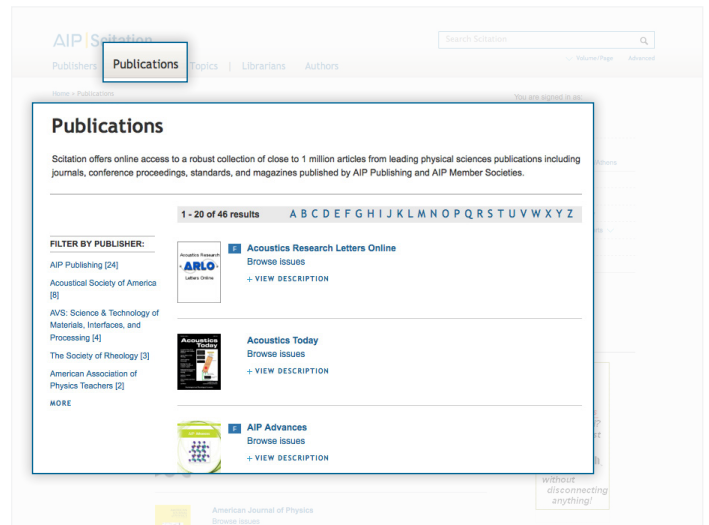 AIP Scitation
Search Scitation
Publishers Publications Topics | Librarians Authors
Volume/Page Advanced
Home » Publications
You are signed in as:
Publications
Scitation offers online access to a robust collection of close to 1 million articles from leading physical sciences publications including
journals, conference proceedings, standards, and magazines published by AIP Publishing and AIP Member Societies.
1 - 20 of 46 results A B C D E F G H I J K L M N O P Q R S T U V W X Y Z
FILTER BY PUBLISHER:
AIP Publishing [24]
Acoustical Society of America
[8]
AVS: Science & Technology of
Materials, Interfaces, and
Processing [4]
The Society of Rheology [3]
American Association of
Physics Teachers [2]
MORE
Acoustics Research
ARLO
Letters Online
F Acoustics Research Letters Online
Browse issues
+ VIEW DESCRIPTION
Acoustics
Today
Acoustics Today
Browse issues
+ VIEW DESCRIPTION
F AIP Advances
Browse issues
+ VIEW DESCRIPTION
without
disconnecting
anything!
American Journal of Physics
Browse issues